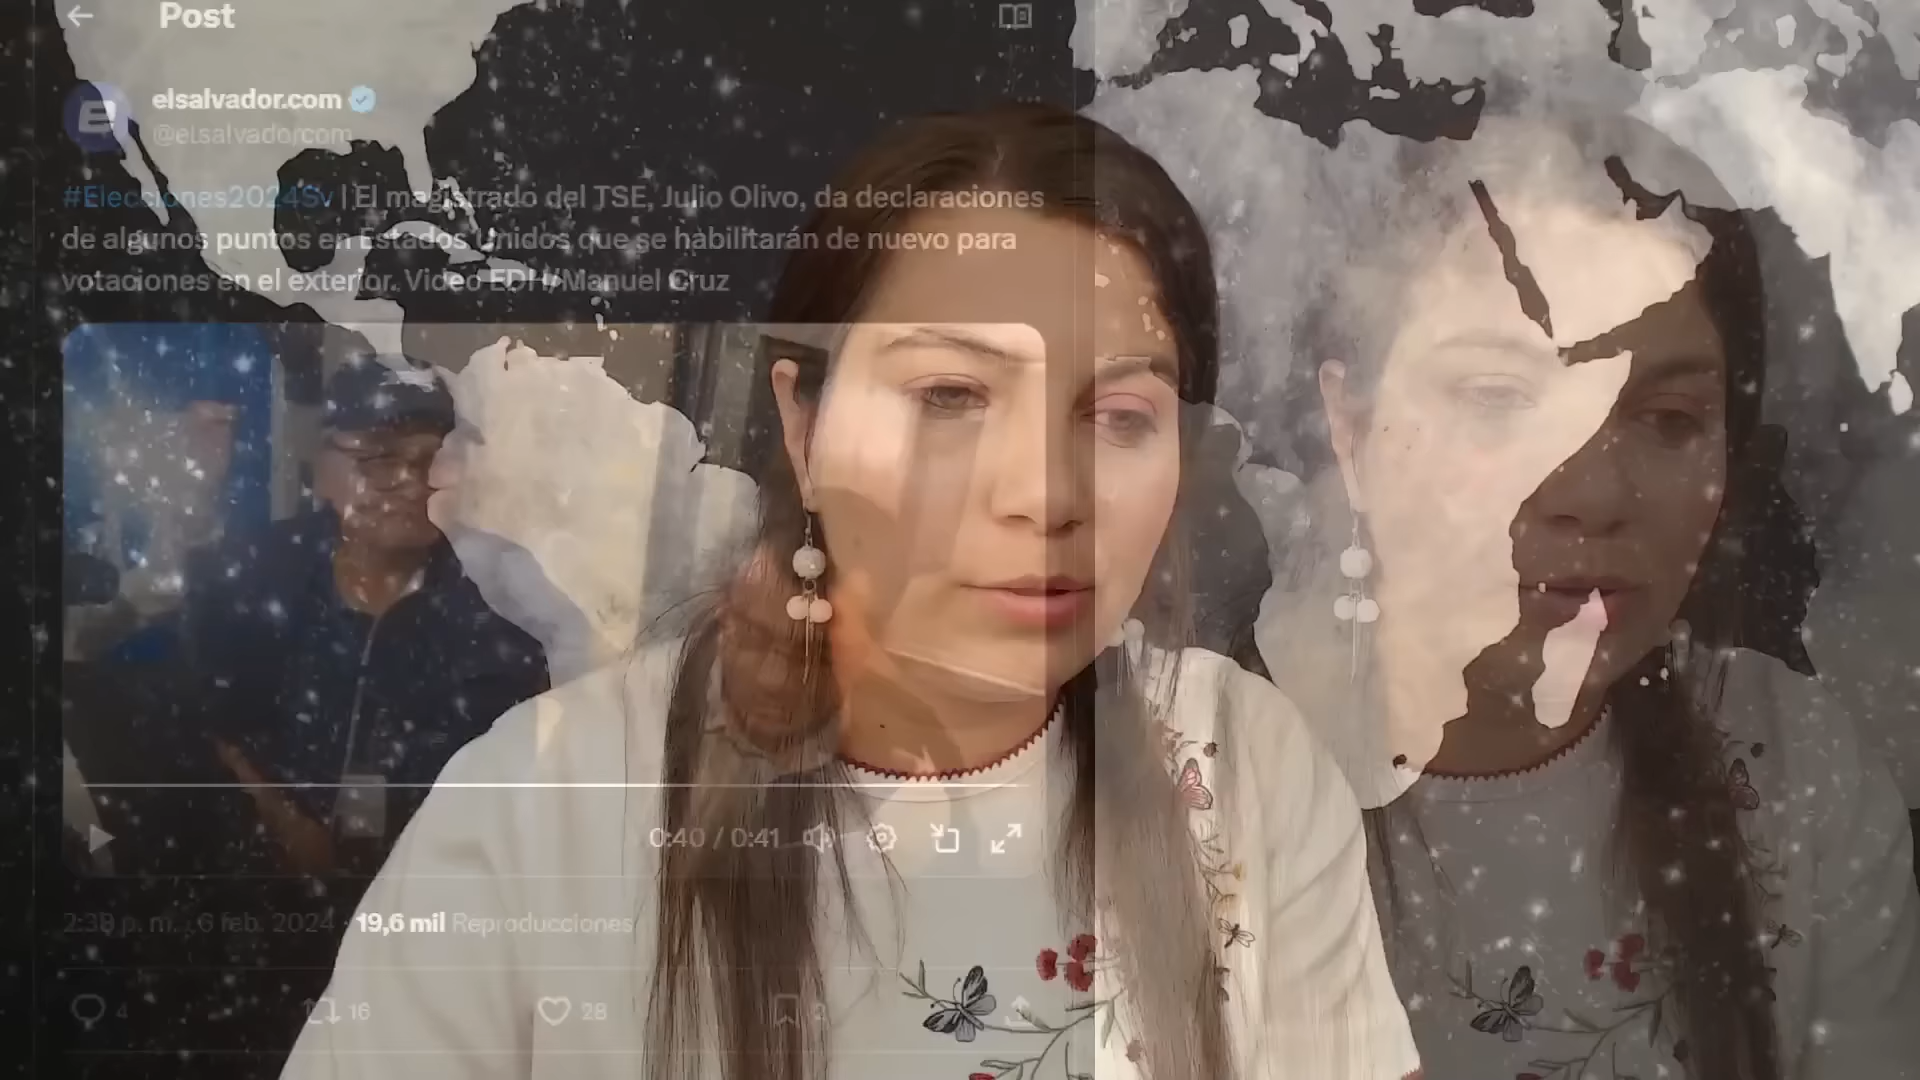 Post
elsalvador.com
@elsalvadorcom
#Elecciones2024Sv | El magistrado del TSE, Julio Olivo, da declaraciones
de algunos puntos en Estados Unidos que se habilitarán de nuevo para
votaciones en el exterior. Video EDH/Manuel Cruz
0:40 / 0:41
2:38 p. m. · 6 feb. 2024 · 19,6 mil Reproducciones
4 16 28 2